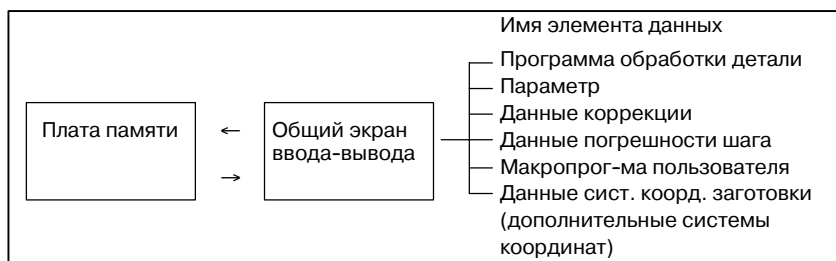 Имя элемента данных
Программа обработки детали
Параметр
Данные коррекции
Данные погрешности шага
Макропрог-ма пользователя
Данные сист. коорд. заготовки
(дополнительные системы
координат)
Плата памяти
←
→
Общий экран
ввода-вывода